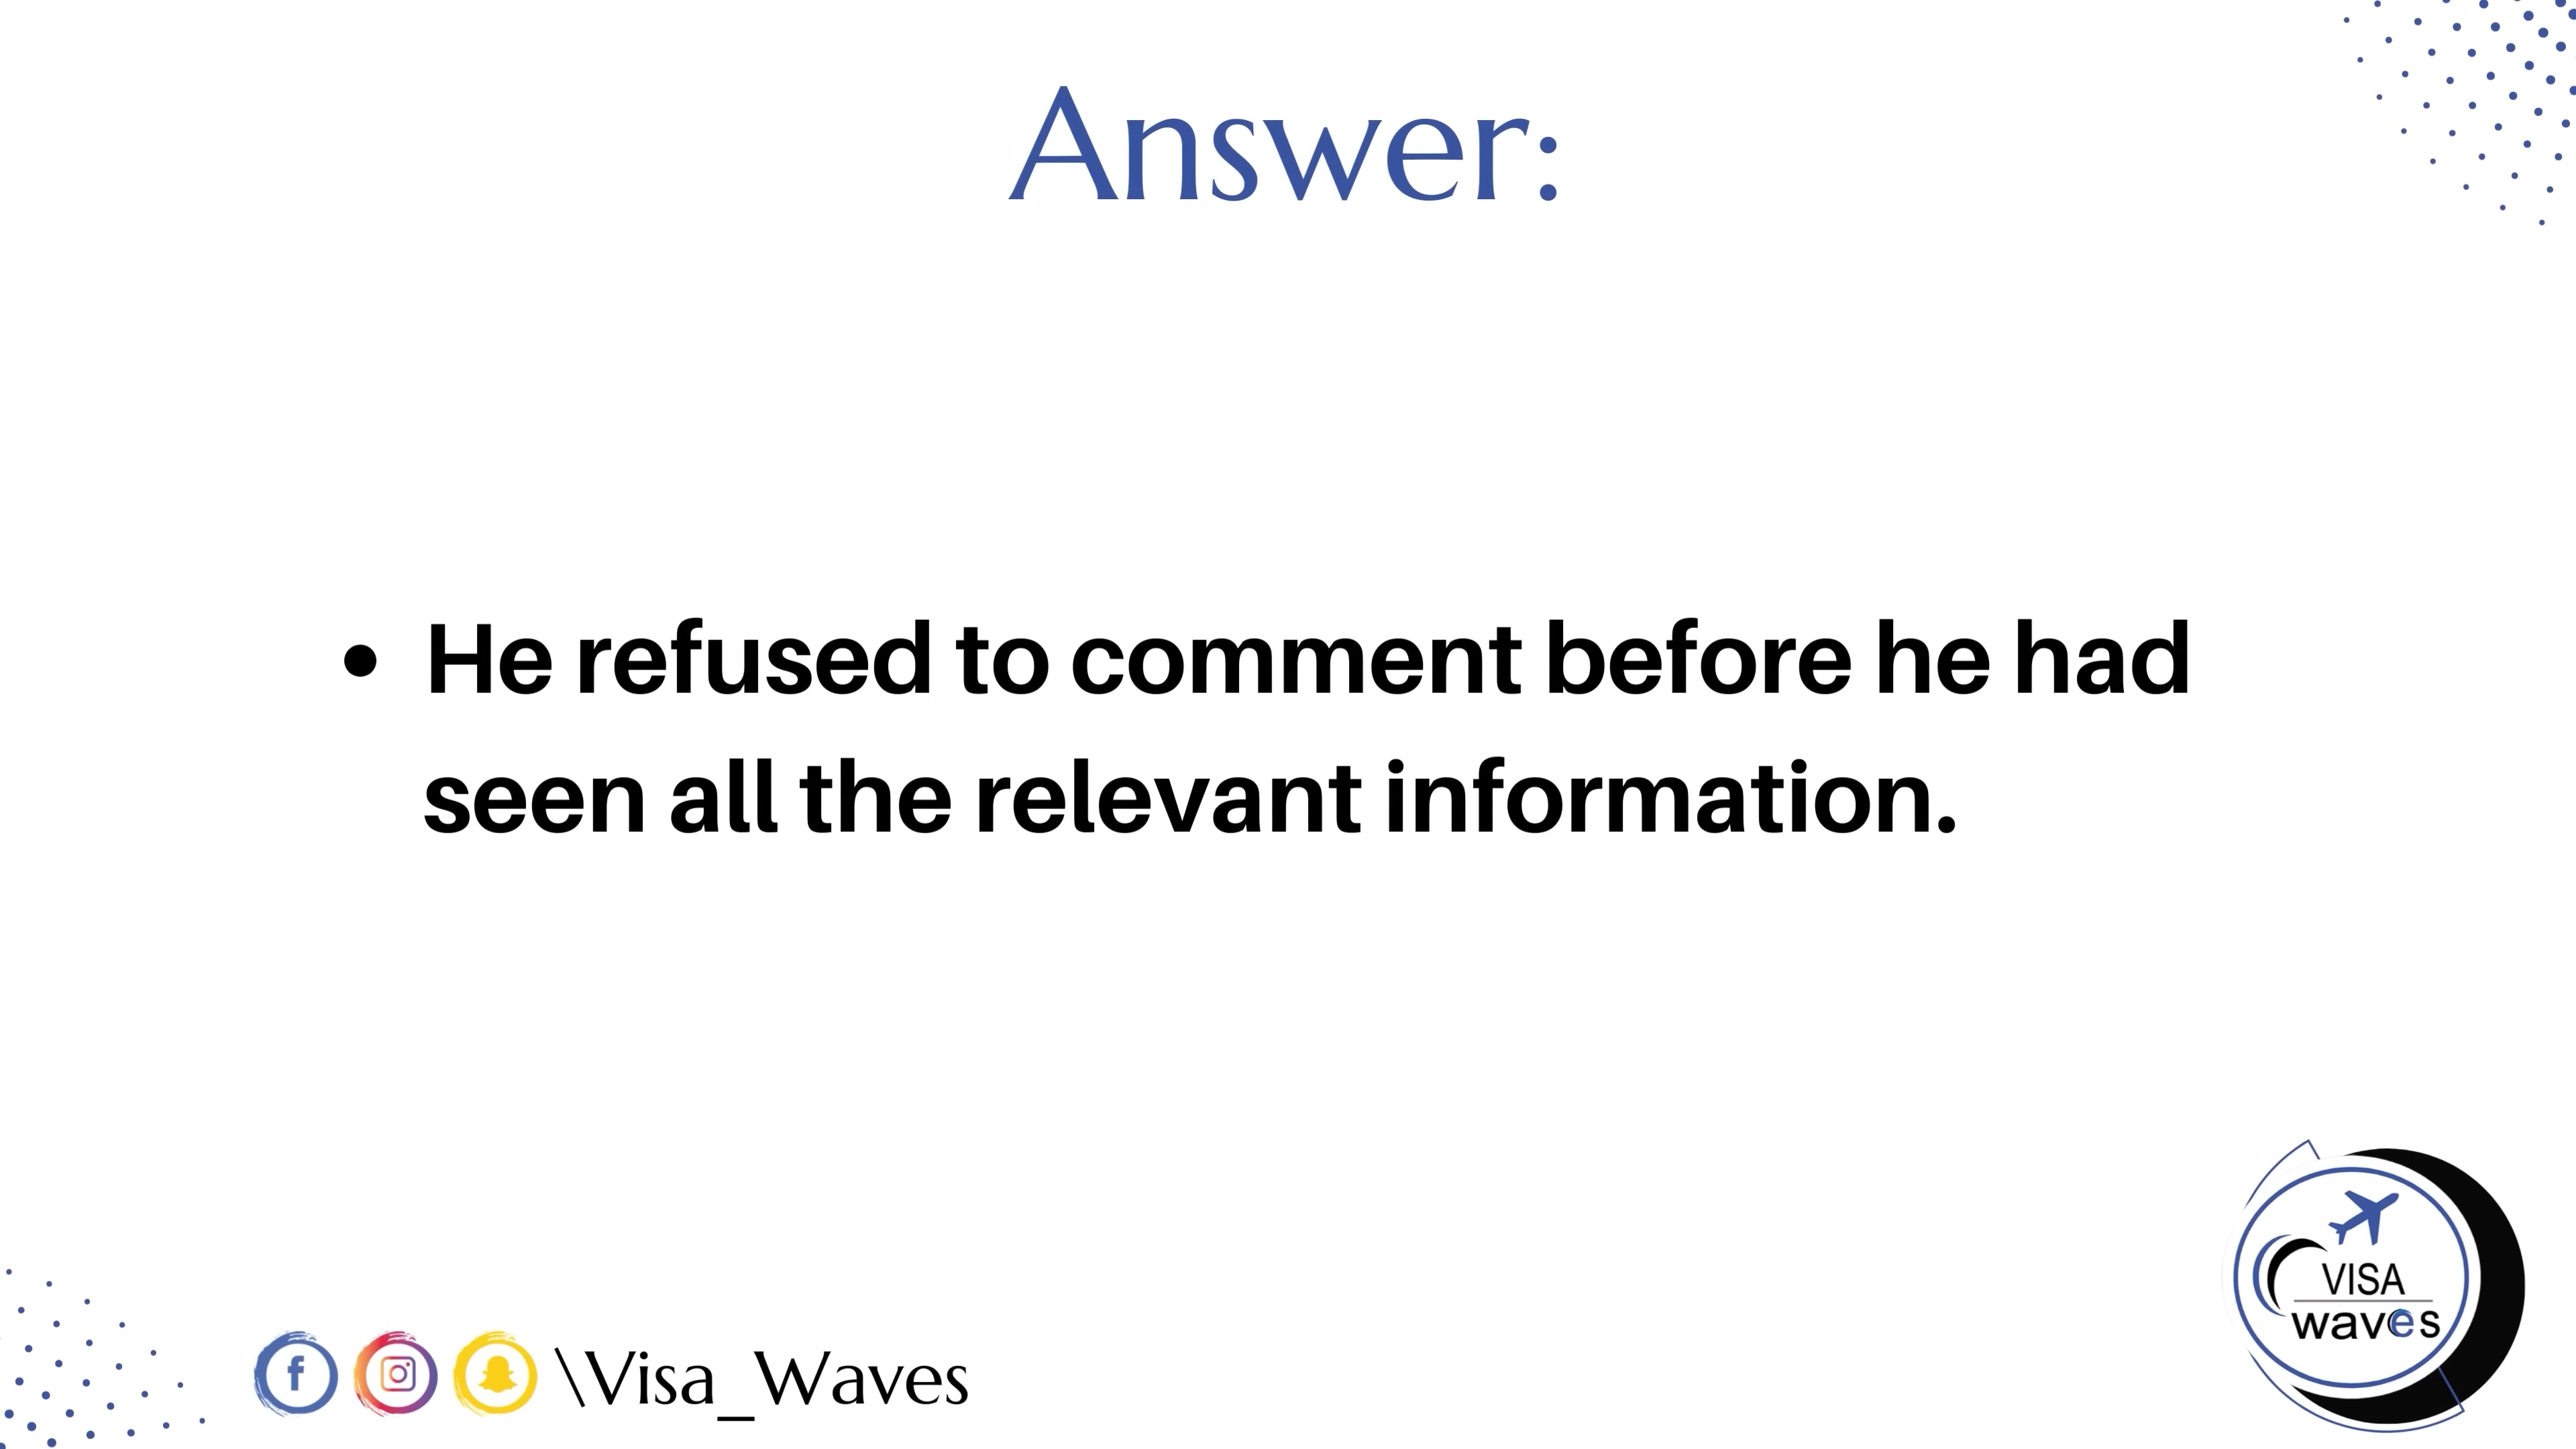 Answer:
• He refused to comment before he had
seen all the relevant information.
\Visa_Waves
VISA
waves